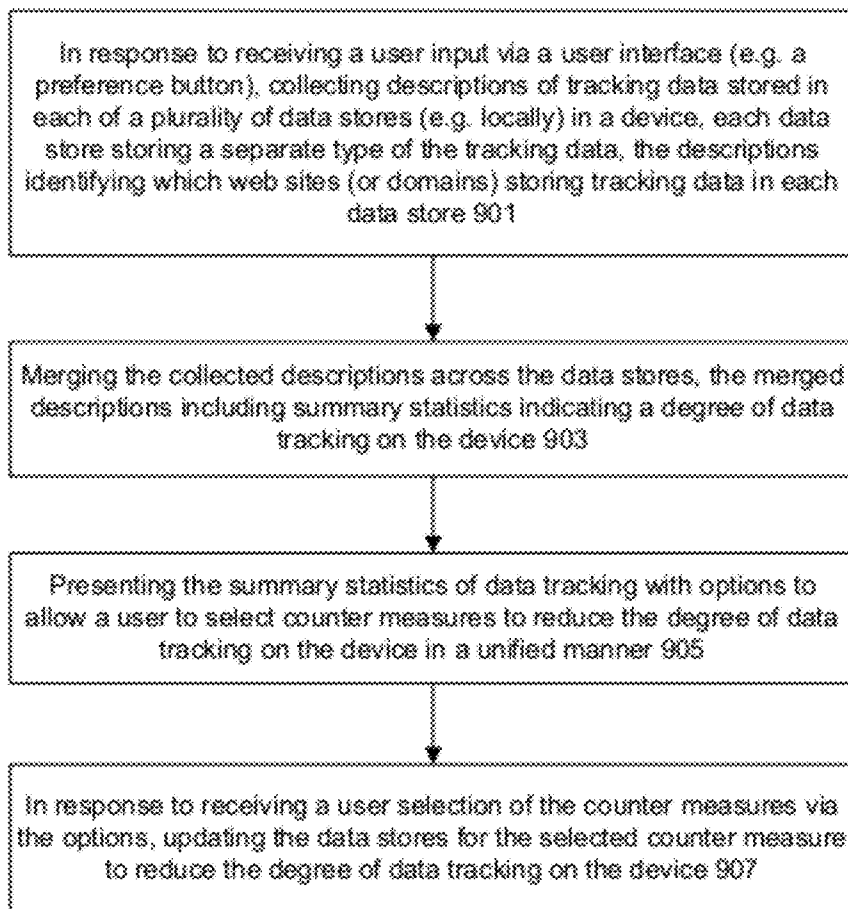 In response to receiving a user input via a user interface (e.g. a
preference button), collecting descriptions of tracking data stored in
each of a plurality of data stores (e.g. locally) in a device, each data
store storing a separate type of the tracking data, the descriptions
identifying which web sites (or domains) storing tracking data in each
data store 901
Merging the collected descriptions across the data stores, the merged
descriptions including summary statistics indicating a degree of data
tracking on the device 903
Presenting the summary statistics of data tracking with options to
allow a user to select counter measures to reduce the degree of data
tracking on the device in a unified manner 905
In response to receiving a user selection of the counter measures via
the options, updating the data stores for the selected counter measure
to reduce the degree of data tracking on the device 907